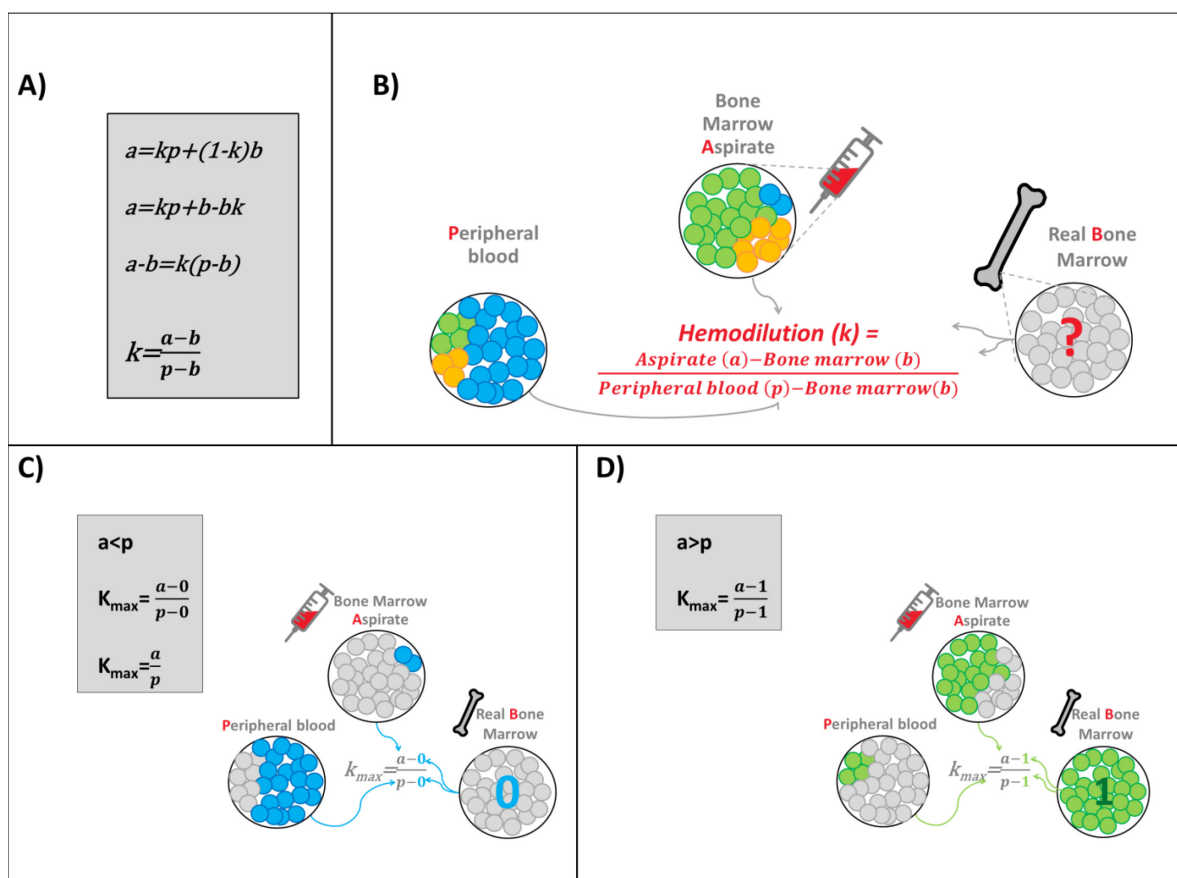 A)
a=kp+(1-k)b
a=kp+b-bk
a-b=k(p-b)
k=a−b/p−b
B)
Bone
Marrow
Aspirate
Peripheral
blood
Real Bone
Marrow
?
Hemodilution (k) =
Aspirate (a)−Bone marrow (b)
Peripheral blood (p)−Bone marrow(b)
C)
a<p
Kmax= a−0/p−0
Kmax=a/p
Bone Marrow
Aspirate
Peripheral blood
Real Bone
Marrow
kmax=a−0/p−0
0
D)
a>p
Kmax= a−1/p−1
Bone Marrow
Aspirate
Peripheral blood
Real Bone
Marrow
kmax=a−1/p−1
1